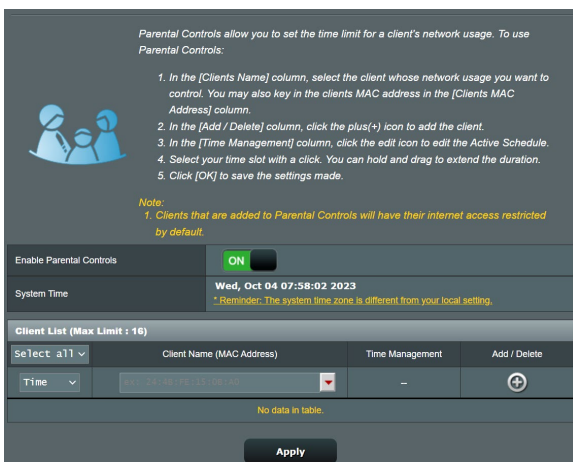 Parental Controls allow you to set the time limit for a client's network usage. To use
Parental Controls:
1. In the [Clients Name] column, select the client whose network usage you want to
control. You may also key in the clients MAC address in the [Clients MAC
Address] column.
2. In the [Add / Delete] column, click the plus(+) icon to add the client.
3. In the [Time Management] column, click the edit icon to edit the Active Schedule.
4. Select your time slot with a click. You can hold and drag to extend the duration.
5. Click [OK] to save the settings made.
Note:
1. Clients that are added to Parental Controls will have their internet access restricted
by default.
Enable Parental Controls ON
System Time Wed, Oct 04 07:58:02 2023
* Reminder: The system time zone is different from your local setting.
Client List (Max Limit : 16)
Select all Client Name (MAC Address) Time Management Add / Delete
Time --
No data in table.
Apply